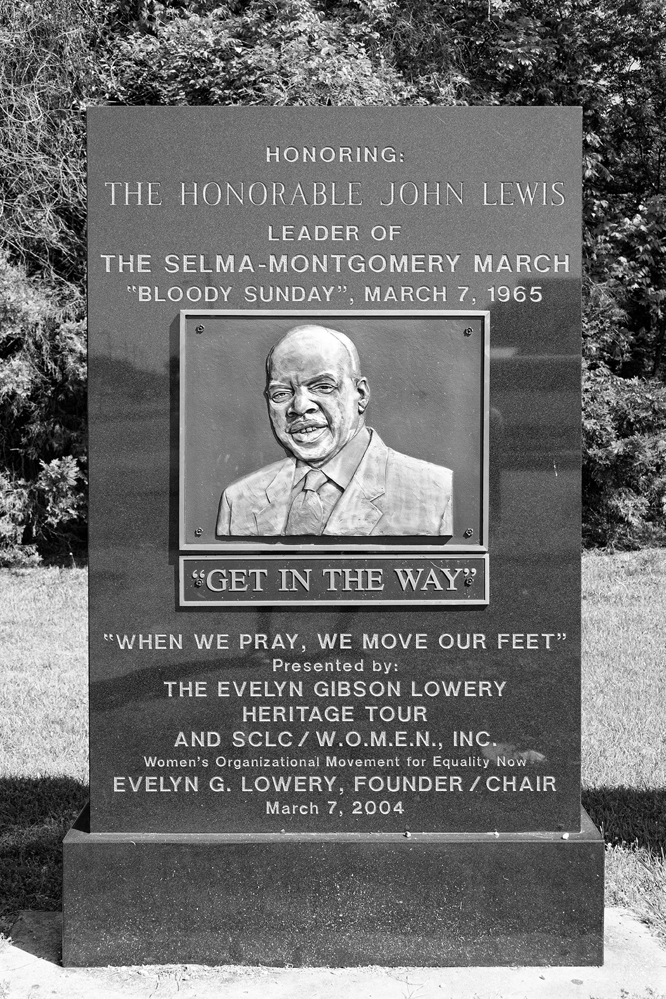 HONORING:
THE HONORABLE JOHN LEWIS
LEADER OF
THE SELMA-MONTGOMERY MARCH
“BLOODY SUNDAY”, MARCH 7, 1965
“GET IN THE WAY”
“WHEN WE PRAY, WE MOVE OUR FEET”
Presented by:
THE EVELYN GIBSON LOWERY
HERITAGE TOUR
AND SCLC/W.O.M.E.N., INC.
Women's Organizational Movement for Equality Now
EVELYN G. LOWERY, FOUNDER/CHAIR
March 7, 2004